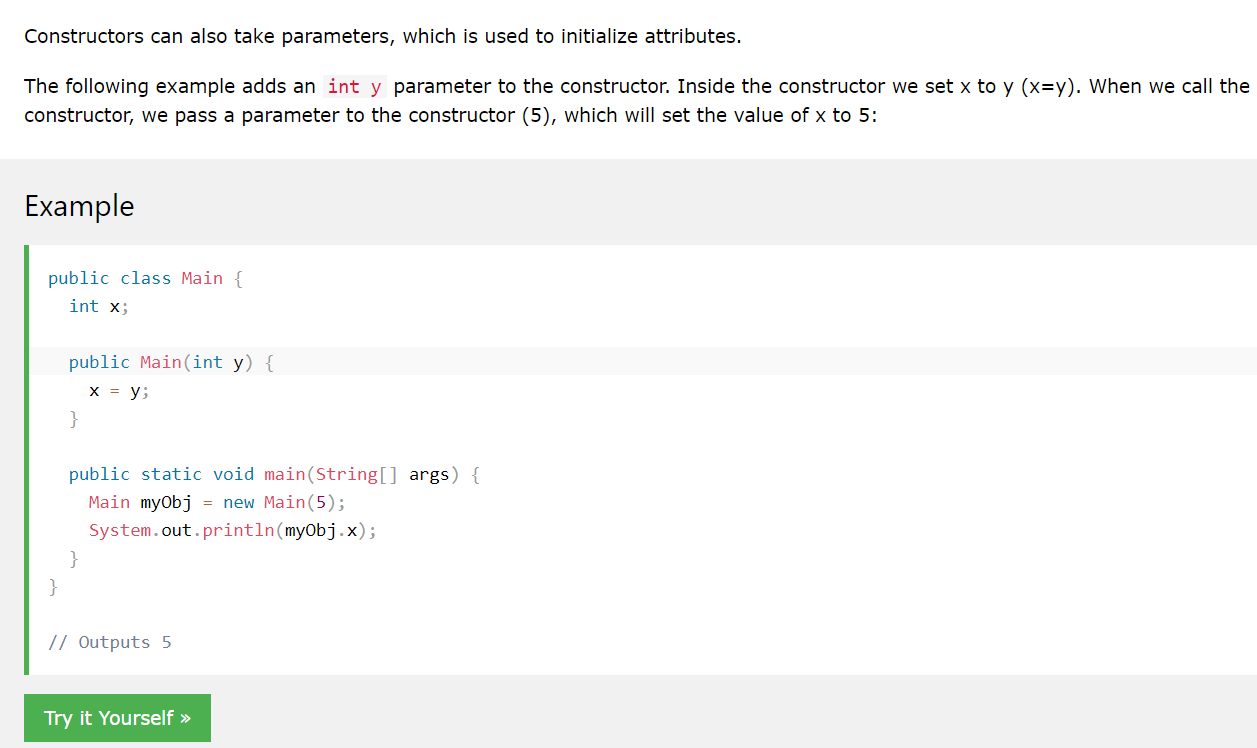 Constructors can also take parameters, which is used to initialize attributes.
The following example adds an int y parameter to the constructor. Inside the constructor we set x to y (x=y). When we call the
constructor, we pass a parameter to the constructor (5), which will set the value of x to 5:
Example
public class Main {
  int x;

  public Main(int y) {
    x = y;
  }

  public static void main(String[] args) {
    Main myObj = new Main(5);
    System.out.println(myObj.x);
  }
}

// Outputs 5
Try it Yourself »